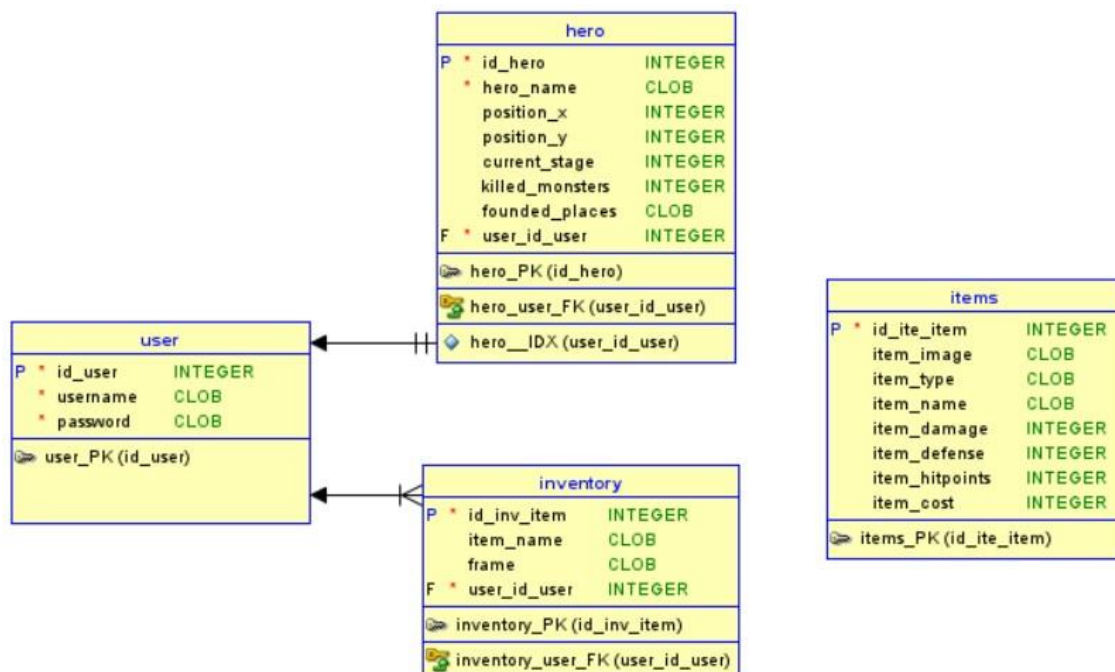 hero
P * id_hero INTEGER
* hero_name CLOB
position_x INTEGER
position_y INTEGER
current_stage INTEGER
killed_monsters INTEGER
founded_places CLOB
F * user_id_user INTEGER
hero_PK (id_hero)
hero_user_FK (user_id_user)
hero__IDX (user_id_user)
user
P * id_user INTEGER
* username CLOB
* password CLOB
user_PK (id_user)
inventory
P * id_inv_item INTEGER
item_name CLOB
frame CLOB
F * user_id_user INTEGER
inventory_PK (id_inv_item)
inventory_user_FK (user_id_user)
items
P * id_ite_item INTEGER
item_image CLOB
item_type CLOB
item_name CLOB
item_damage INTEGER
item_defense INTEGER
item_hitpoints INTEGER
item_cost INTEGER
items_PK (id_ite_item)